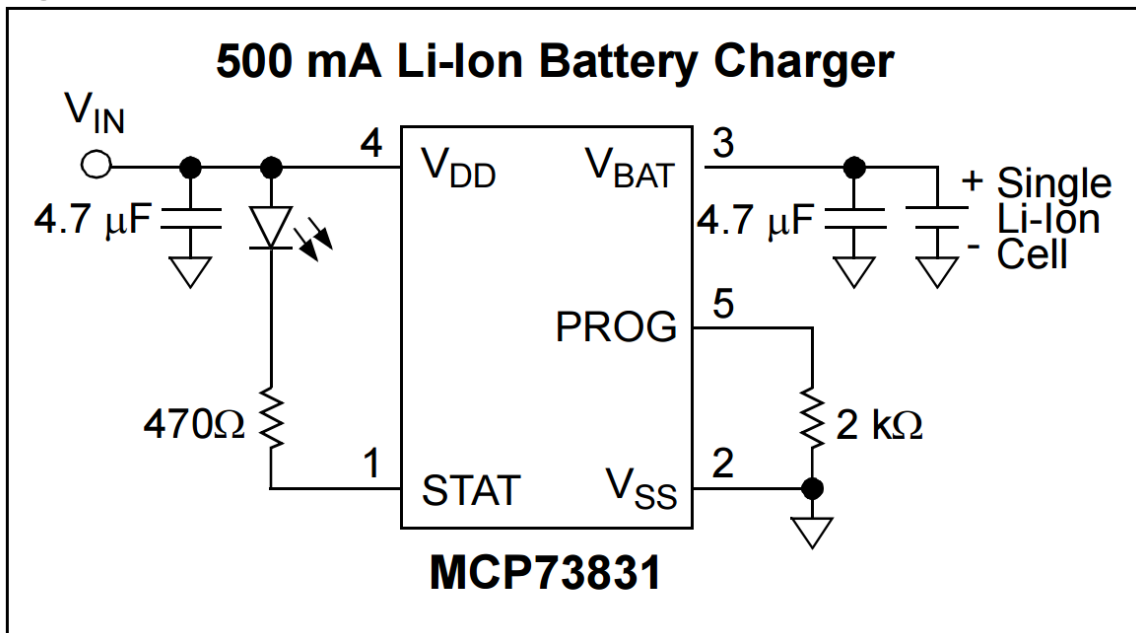 500 mA Li-Ion Battery Charger
VIN
4
VDD
VBAT
3
4.7 μF
4.7 μF
+ Single
Li-Ion
- Cell
PROG
5
470Ω
2 kΩ
1
STAT
VSS
2
MCP73831